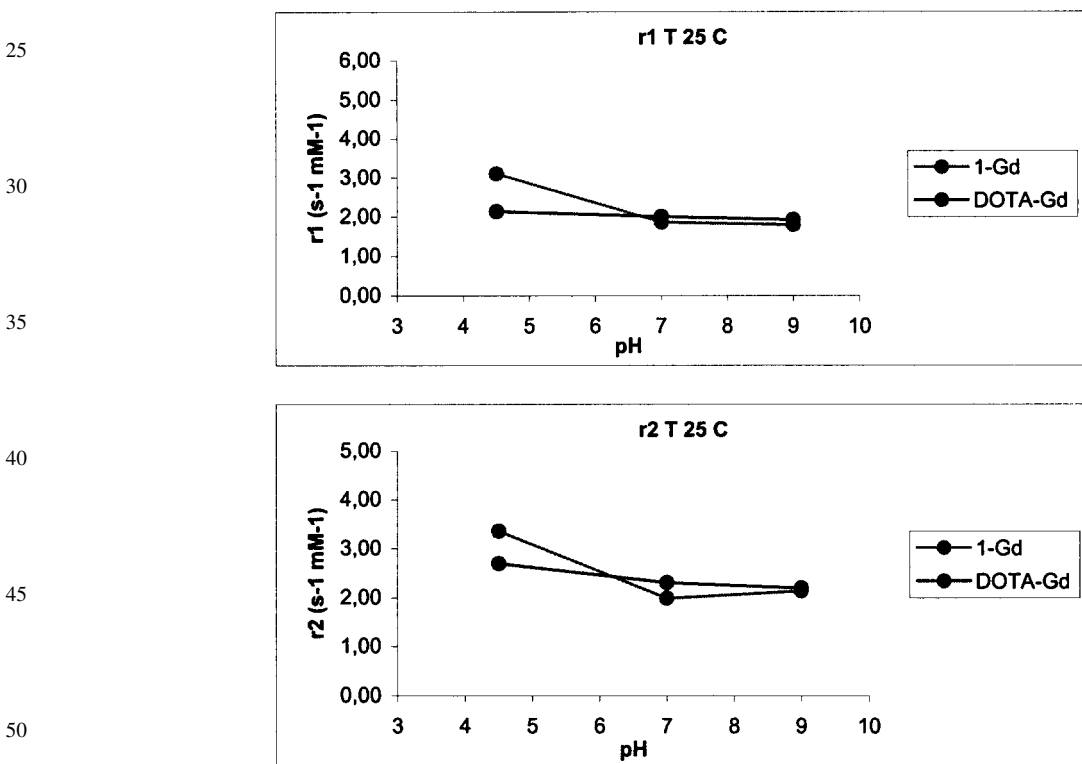 25
30
35
40
45
50
r1 T 25 C
r1 (s-1 mM-1)
6,00
5,00
4,00
3,00
2,00
1,00
0,00
3 4 5 6 7 8 9 10
pH
1-Gd
DOTA-Gd
r2 T 25 C
r2 (s-1 mM-1)
5,00
4,00
3,00
2,00
1,00
0,00
3 4 5 6 7 8 9 10
pH
1-Gd
DOTA-Gd